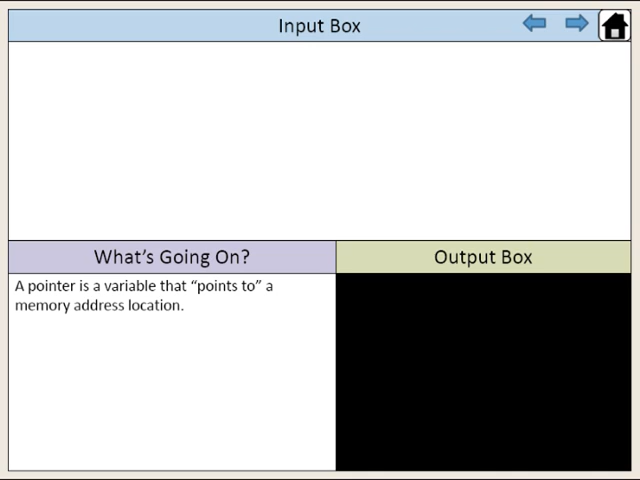 Input Box
What’s Going On?
Output Box
A pointer is a variable that “points to” a
memory address location.